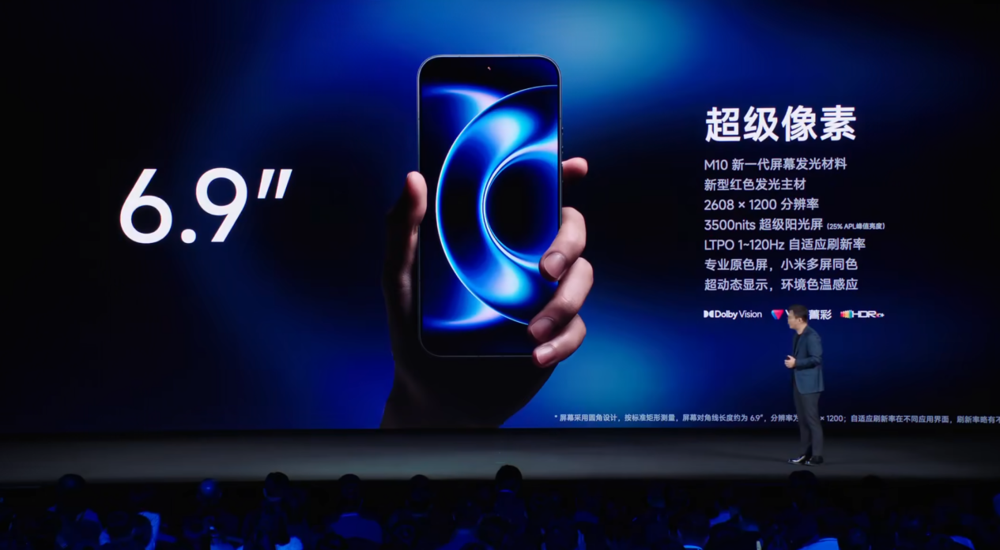 6.9"
超级像素
M10 新一代屏幕发光材料
新型红色发光主材
2608 × 1200 分辨率
3500nits 超级阳光屏 (25% APL峰值亮度)
LTPO 1~120Hz 自适应刷新率
专业原色屏，小米多屏同色
超动态显示，环境色温感应
Dolby Vision 菁彩 HDR
* 屏幕采用圆角设计，按标准矩形测量，屏幕对角线长度约为 6.9"，分辨率为 × 1200；自适应刷新率在不同应用界面，刷新率略有不